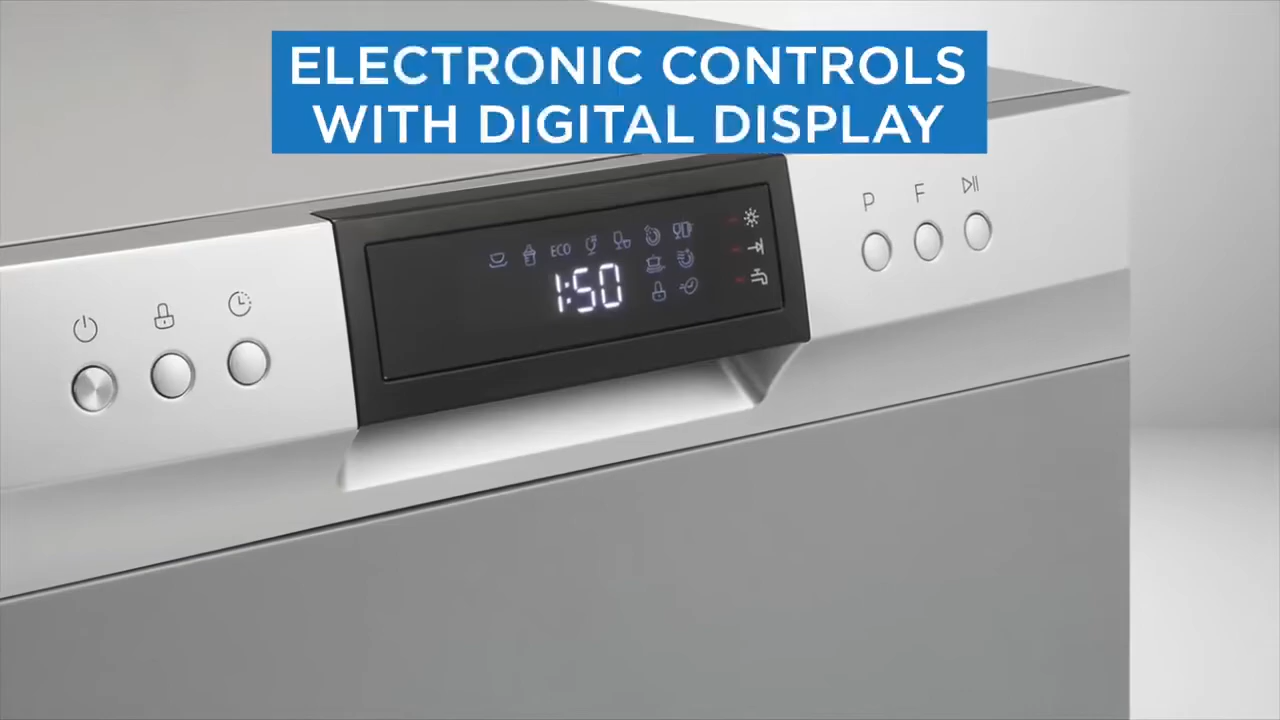 ELECTRONIC CONTROLS
WITH DIGITAL DISPLAY
P F
ECO
1:50